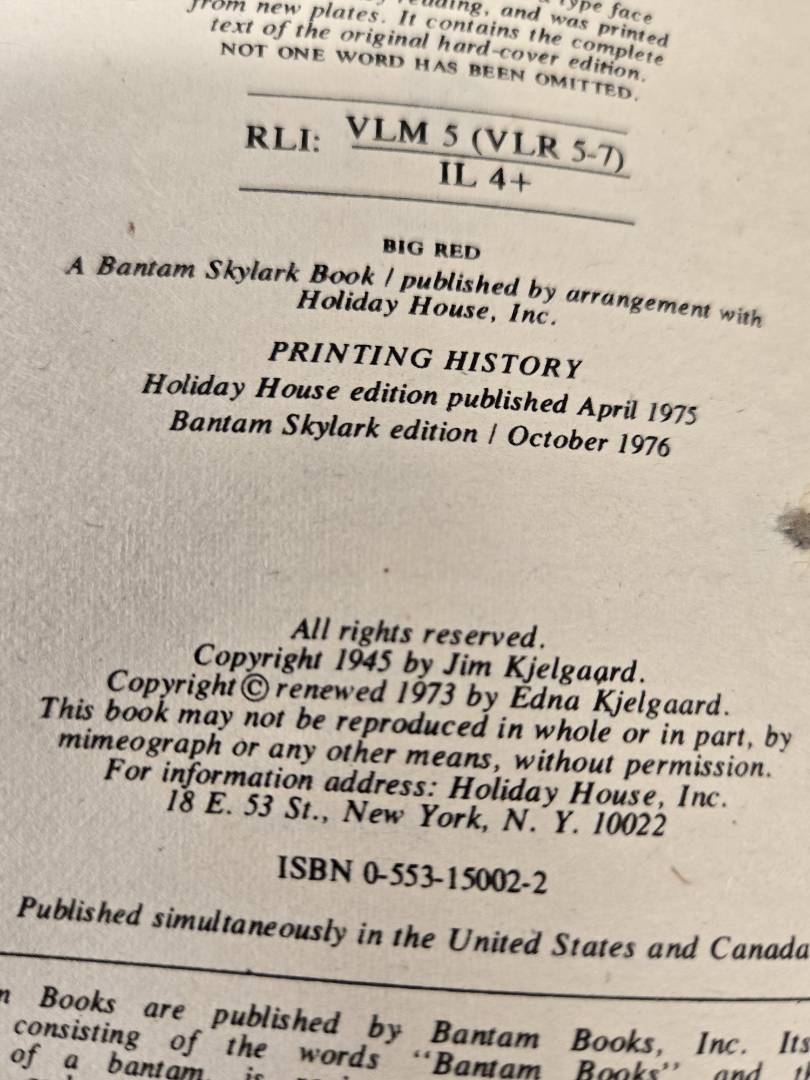 reading, and was printed
from new plates. It contains the complete
text of the original hard-cover edition.
NOT ONE WORD HAS BEEN OMITTED.
RLI: VLM 5 (VLR 5-7)
IL 4+
BIG RED
A Bantam Skylark Book / published by arrangement with
Holiday House, Inc.
PRINTING HISTORY
Holiday House edition published April 1975
Bantam Skylark edition / October 1976
All rights reserved.
Copyright 1945 by Jim Kjelgaard.
Copyright © renewed 1973 by Edna Kjelgaard.
This book may not be reproduced in whole or in part, by
mimeograph or any other means, without permission.
For information address: Holiday House, Inc.
18 E. 53 St., New York, N. Y. 10022
ISBN 0-553-15002-2
Published simultaneously in the United States and Canada
Books are published by Bantam Books, Inc. Its
consisting of the words "Bantam Books" and
of a bantam, is